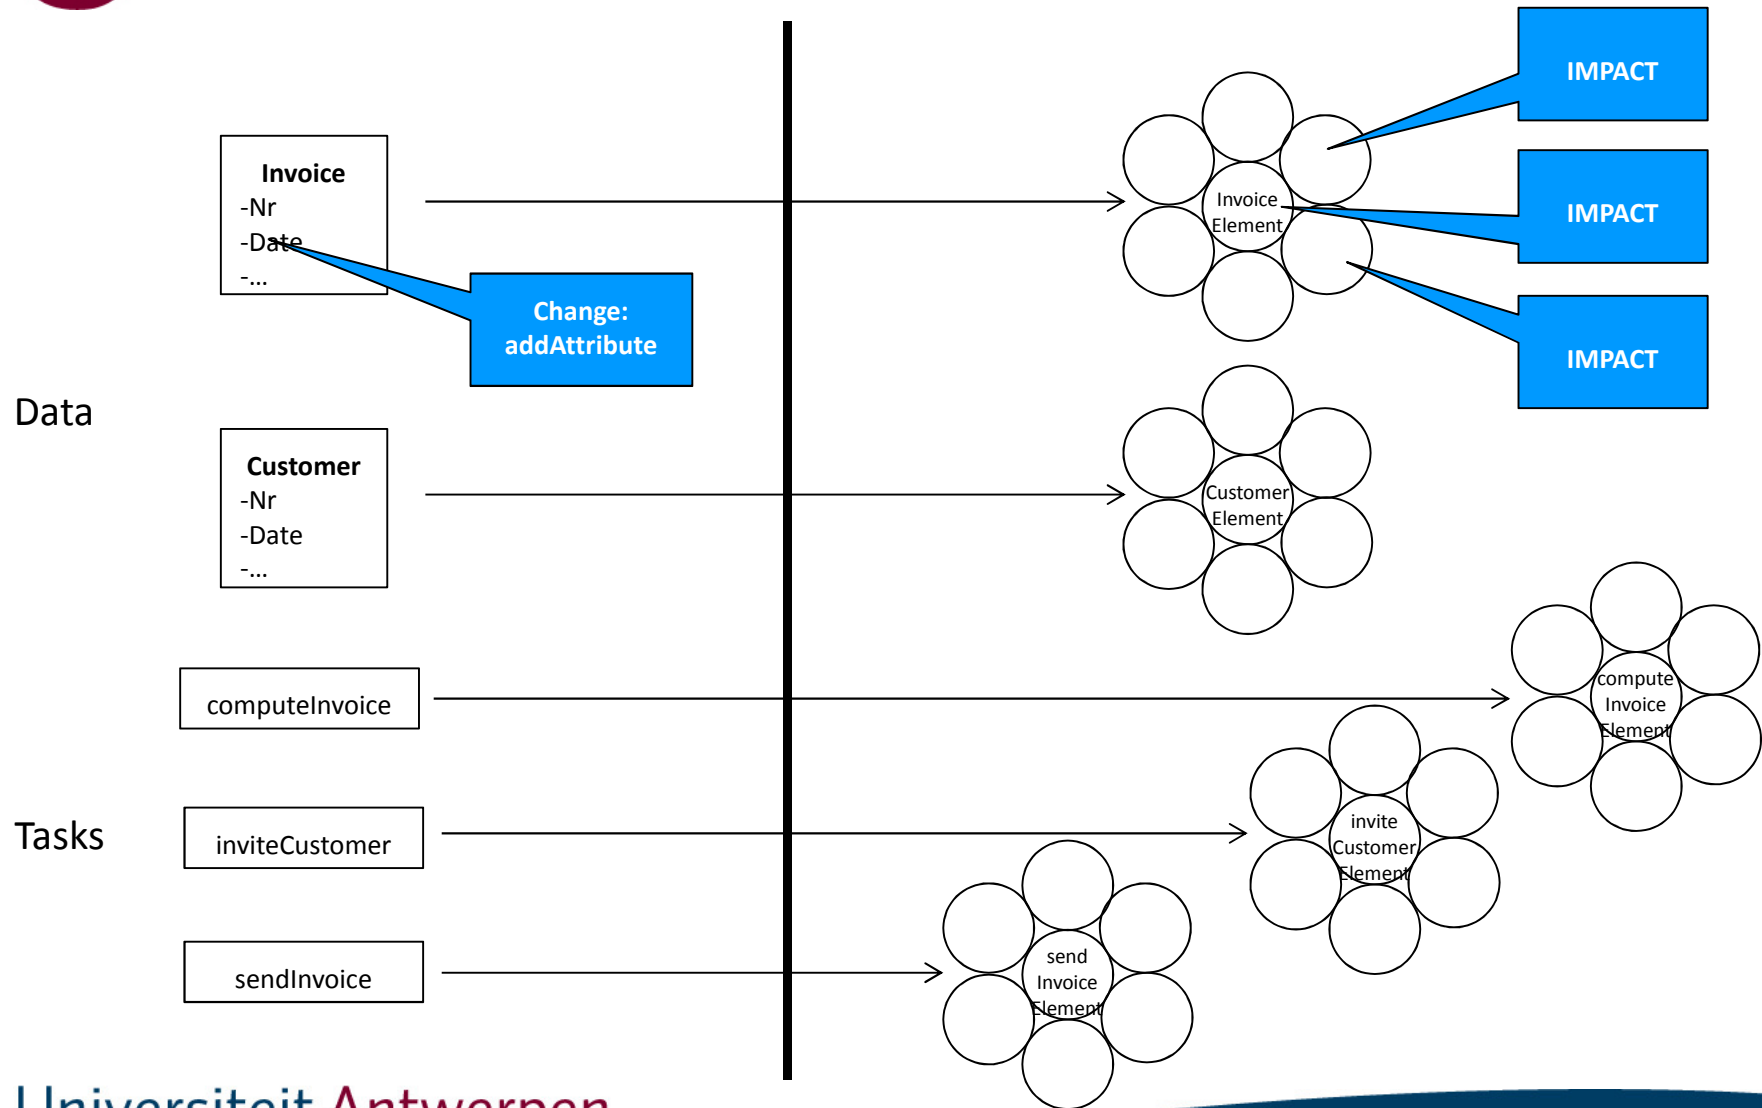 IMPACT
Invoice
-Nr
-Date
-...
Invoice
Element
IMPACT
Change:
addAttribute
IMPACT
Data
Customer
-Nr
-Date
-...
Customer
Element
computeInvoice
compute
Invoice
Element
Tasks
inviteCustomer
invite
Customer
Element
sendInvoice
send
Invoice
Element
Universiteit Antwerpen